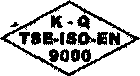 K - Q
TSE-ISO-EN
9000